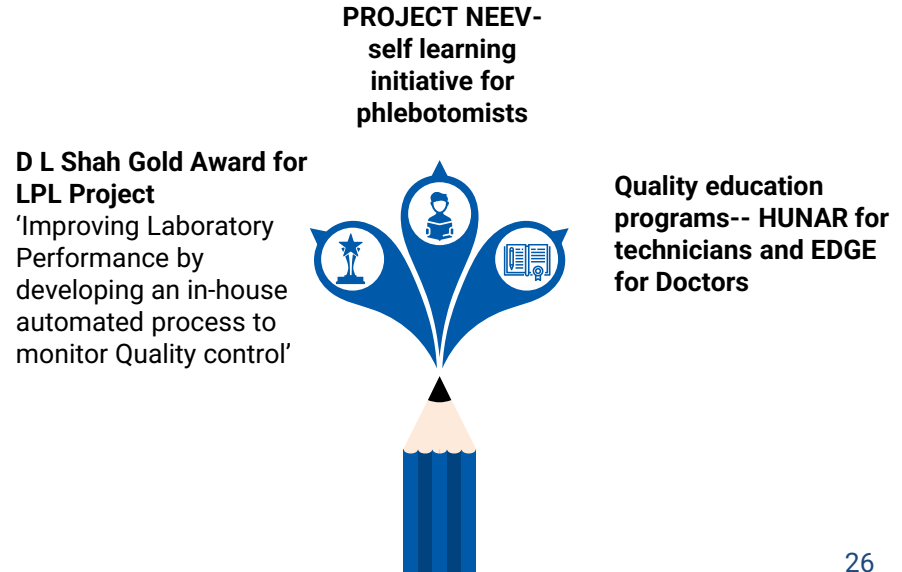 PROJECT NEEV-
self learning
initiative for
phlebotomists
D L Shah Gold Award for
LPL Project
‘Improving Laboratory
Performance by
developing an in-house
automated process to
monitor Quality control’
Quality education
programs-- HUNAR for
technicians and EDGE
for Doctors
26